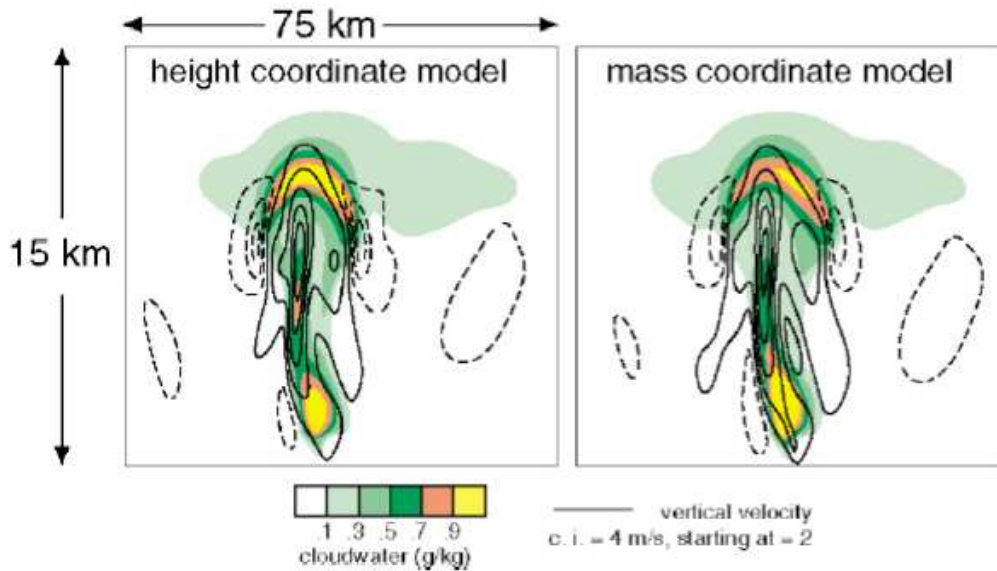 75 km
height coordinate model
mass coordinate model
15 km
.1 .3 .5 .7 .9
cloudwater (g/kg)
vertical velocity
c. i. = 4 m/s, starting at = 2